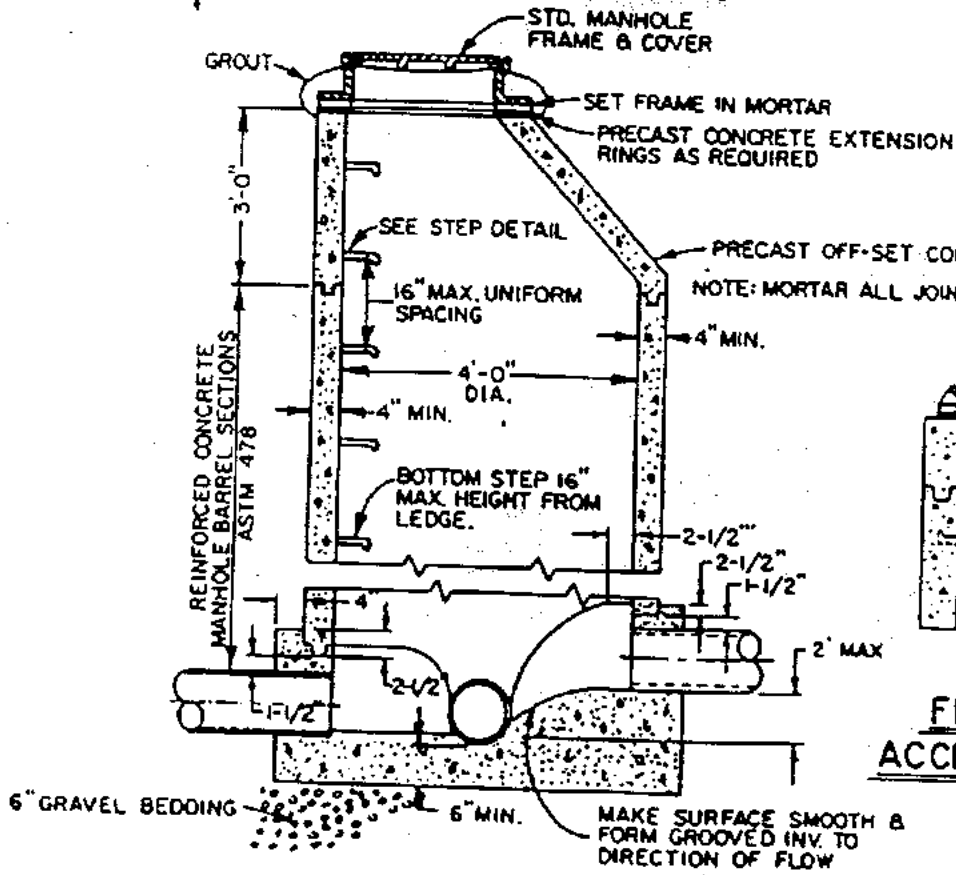 STD. MANHOLE
FRAME & COVER
GROUT
SET FRAME IN MORTAR
PRECAST CONCRETE EXTENSION
RINGS AS REQUIRED
3'-0"
SEE STEP DETAIL
PRECAST OFF-SET
NOTE: MORTAR ALL
16" MAX. UNIFORM
SPACING
4" MIN.
4'-0"
DIA.
4" MIN.
REINFORCED CONCRETE
MANHOLE BARREL SECTIONS
ASTM 478
BOTTOM STEP 16"
MAX. HEIGHT FROM
LEDGE.
2-1/2"'
2-1/2"
1-1/2"
4"
2' MAX
2-1/2
1-1/2"
6" GRAVEL BEDDING
6" MIN.
MAKE SURFACE SMOOTH &
FORM GROOVED INV. TO
DIRECTION OF FLOW